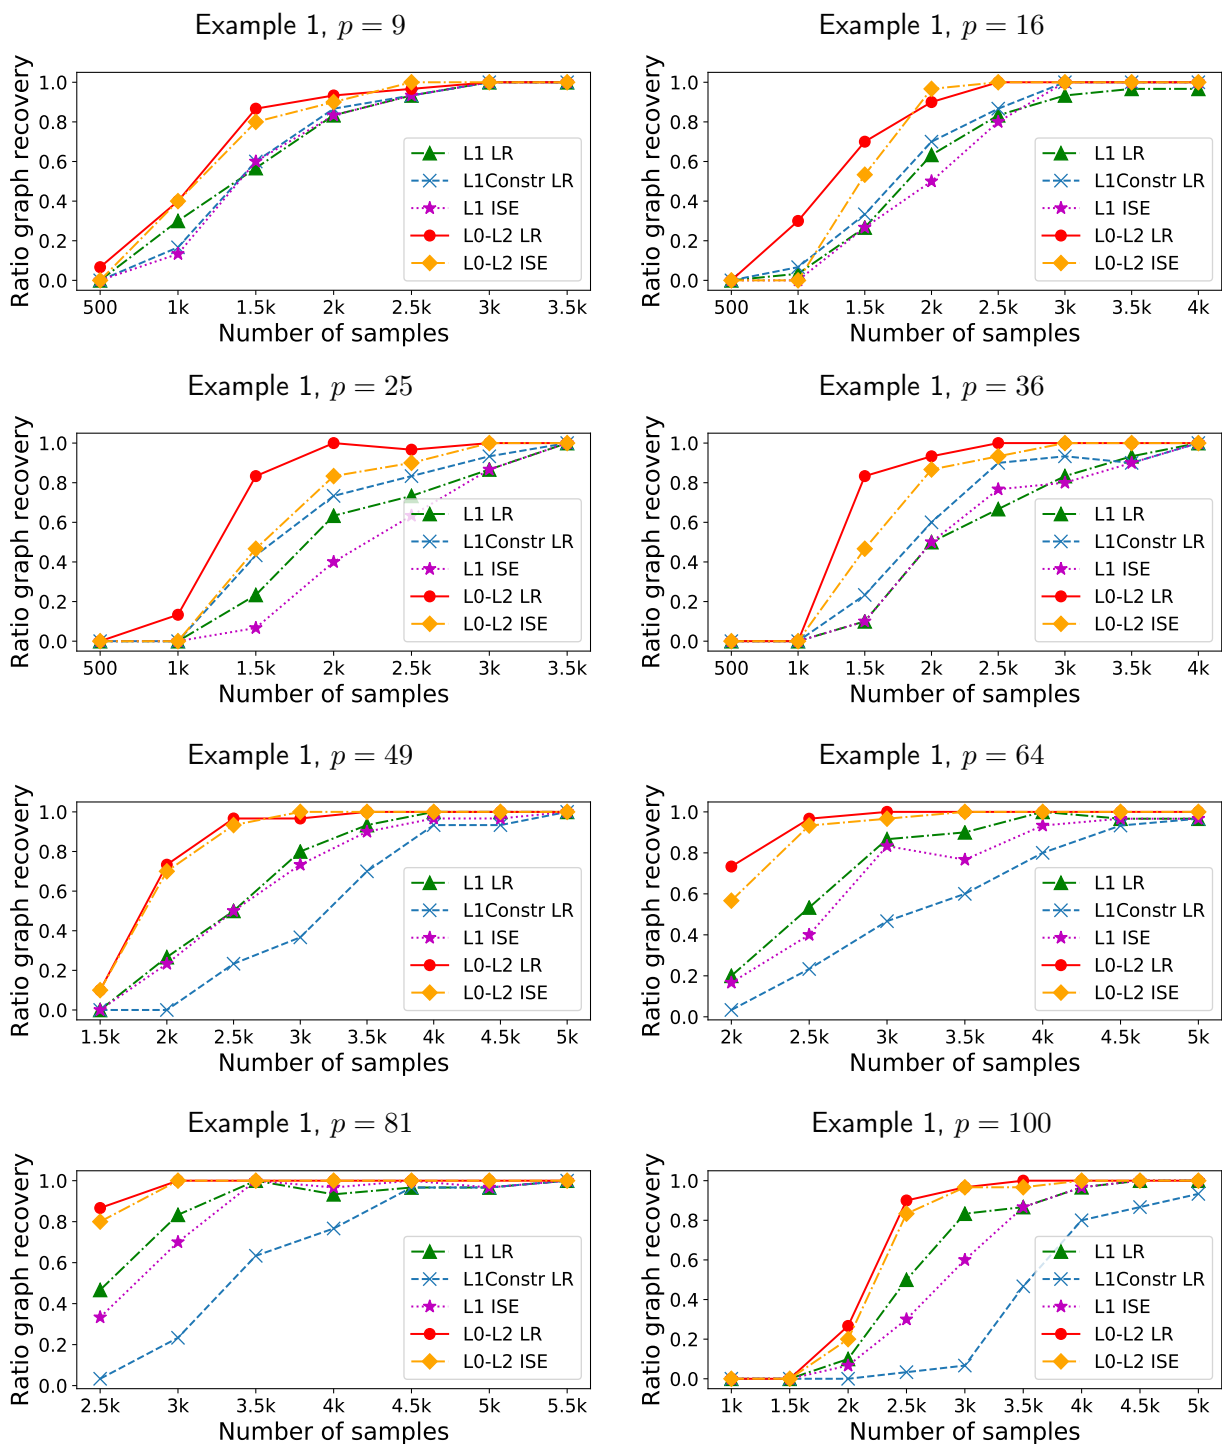 Example 1, p = 9
Ratio graph recovery
1.0
0.8
0.6
0.4
0.2
0.0
L1 LR
L1Constr LR
L1 ISE
L0-L2 LR
L0-L2 ISE
500 1k 1.5k 2k 2.5k 3k 3.5k
Number of samples
Example 1, p = 16
Ratio graph recovery
1.0
0.8
0.6
0.4
0.2
0.0
L1 LR
L1Constr LR
L1 ISE
L0-L2 LR
L0-L2 ISE
500 1k 1.5k 2k 2.5k 3k 3.5k 4k
Number of samples
Example 1, p = 25
Ratio graph recovery
1.0
0.8
0.6
0.4
0.2
0.0
L1 LR
L1Constr LR
L1 ISE
L0-L2 LR
L0-L2 ISE
500 1k 1.5k 2k 2.5k 3k 3.5k
Number of samples
Example 1, p = 36
Ratio graph recovery
1.0
0.8
0.6
0.4
0.2
0.0
L1 LR
L1Constr LR
L1 ISE
L0-L2 LR
L0-L2 ISE
500 1k 1.5k 2k 2.5k 3k 3.5k 4k
Number of samples
Example 1, p = 49
Ratio graph recovery
1.0
0.8
0.6
0.4
0.2
0.0
L1 LR
L1Constr LR
L1 ISE
L0-L2 LR
L0-L2 ISE
1.5k 2k 2.5k 3k 3.5k 4k 4.5k 5k
Number of samples
Example 1, p = 64
Ratio graph recovery
1.0
0.8
0.6
0.4
0.2
0.0
L1 LR
L1Constr LR
L1 ISE
L0-L2 LR
L0-L2 ISE
2k 2.5k 3k 3.5k 4k 4.5k 5k
Number of samples
Example 1, p = 81
Ratio graph recovery
1.0
0.8
0.6
0.4
0.2
0.0
L1 LR
L1Constr LR
L1 ISE
L0-L2 LR
L0-L2 ISE
2.5k 3k 3.5k 4k 4.5k 5k 5.5k
Number of samples
Example 1, p = 100
Ratio graph recovery
1.0
0.8
0.6
0.4
0.2
0.0
L1 LR
L1Constr LR
L1 ISE
L0-L2 LR
L0-L2 ISE
1k 1.5k 2k 2.5k 3k 3.5k 4k 4.5k 5k
Number of samples